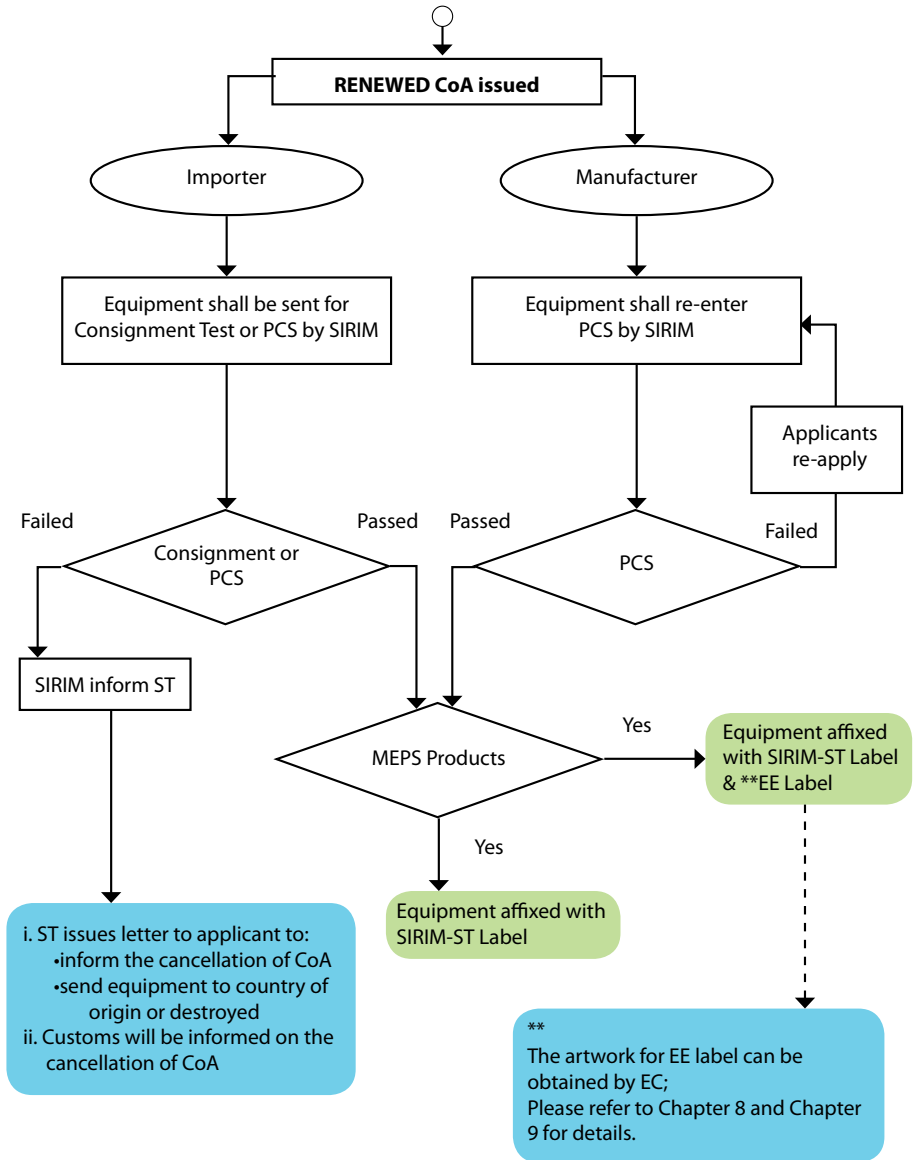 RENEWED CoA issued
Importer
Manufacturer
Equipment shall be sent for
Consignment Test or PCS by SIRIM
Equipment shall re-enter
PCS by SIRIM
Applicants
re-apply
Failed
Passed
Passed
Failed
Consignment or
PCS
PCS
SIRIM inform ST
MEPS Products
Yes
Equipment affixed
with SIRIM-ST Label
& **EE Label
Yes
Equipment affixed with
SIRIM-ST Label
i. ST issues letter to applicant to:
•inform the cancellation of CoA
•send equipment to country of
origin or destroyed
ii. Customs will be informed on the
cancellation of CoA
**
The artwork for EE label can be
obtained by EC;
Please refer to Chapter 8 and Chapter
9 for details.